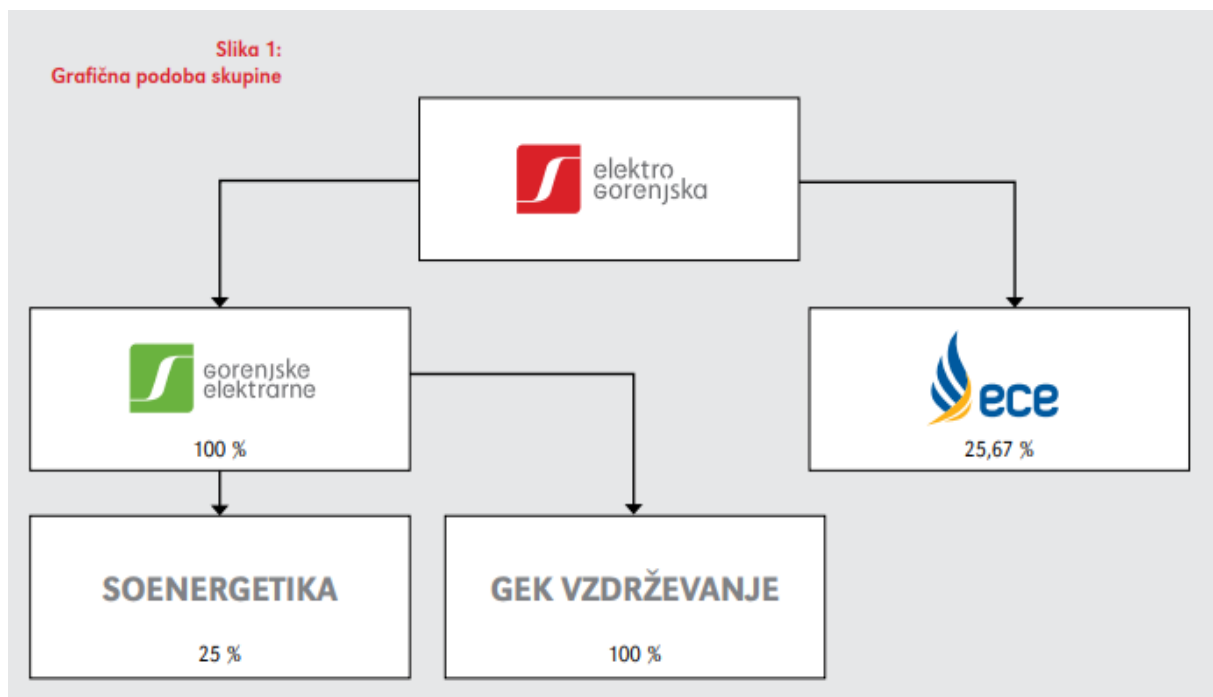 Slika 1:
Grafična podoba skupine
elektro
gorenjska
gorenjske
elektrarne
100 %
ece
25,67 %
SOENERGETIKA
25 %
GEK VZDRŽEVANJE
100 %